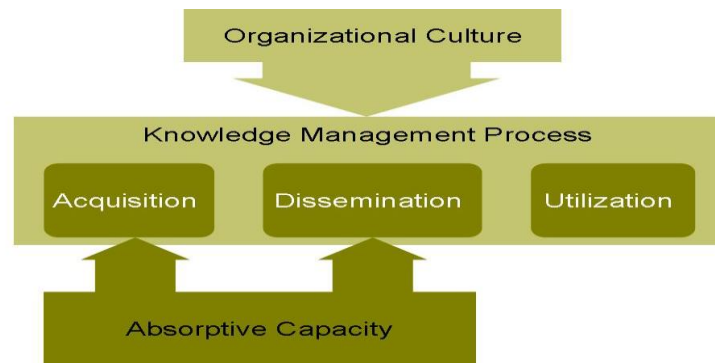 Organizational Culture
Knowledge Management Process
Acquisition
Dissemination
Utilization
Absorptive Capacity